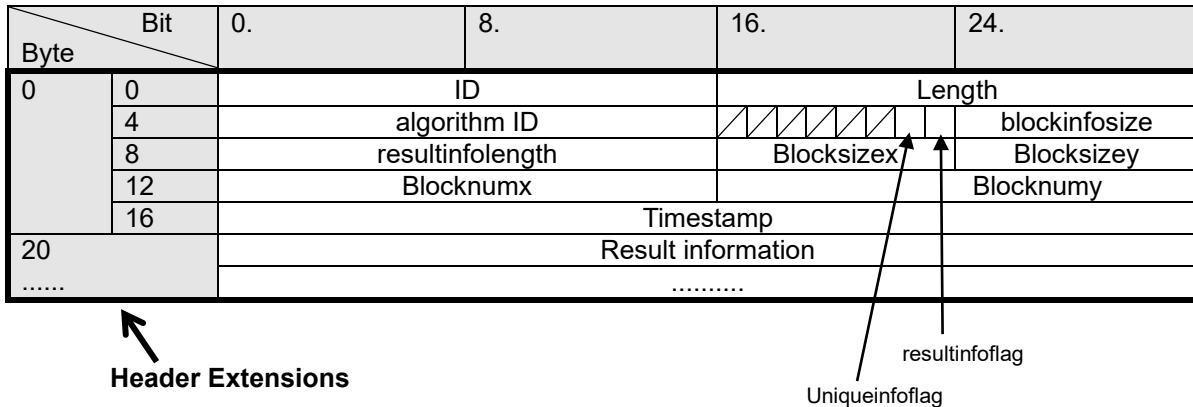 Bit 0. 8. 16. 24.
Byte
0 0 ID Length
4 algorithm ID blockinfosize
8 resultinfolength Blocksizex Blocksizey
12 Blocknumx Blocknumy
16 Timestamp
20 Result information
...... ..........
resultinfoflag
Header Extensions
Uniqueinfoflag